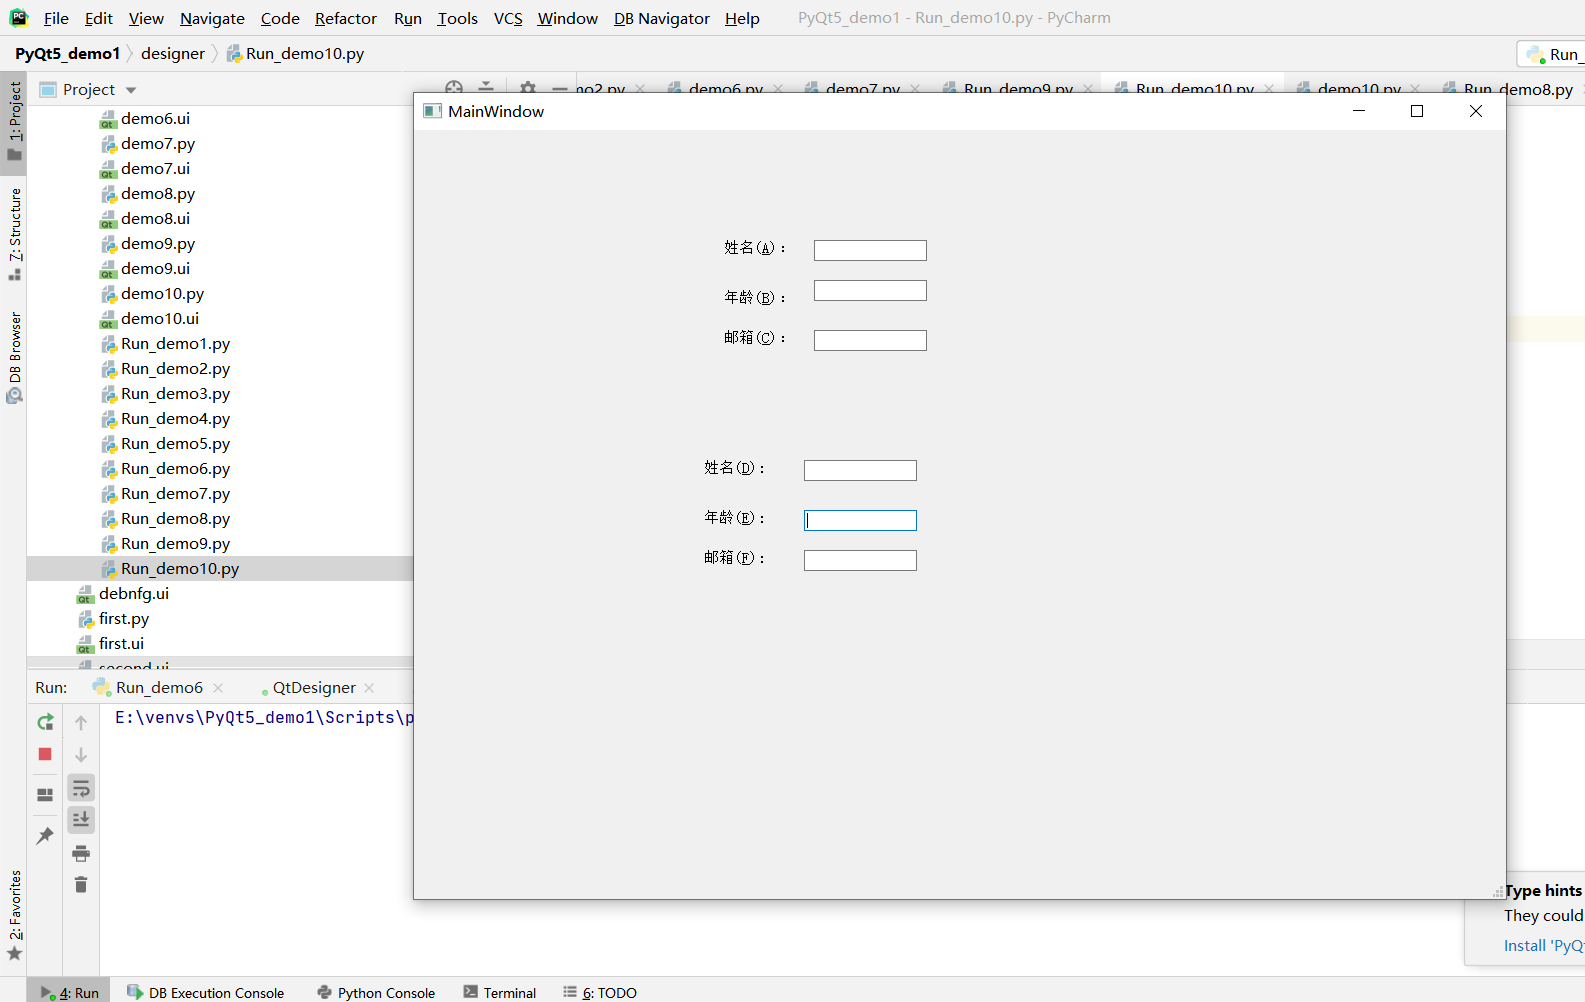 File Edit View Navigate Code Refactor Run Tools VCS Window DB Navigator Help PyQt5_demo1 - Run_demo10.py - PyCharm
PyQt5_demo1 designer Run_demo10.py Run_
1: Project
7: Structure
DB Browser
2: Favorites
Project
mo2.py demo6.py demo7.py Run_demo9.py Run_demo10.py demo10.py Run_demo8.py
demo6.ui
demo7.py
demo7.ui
demo8.py
demo8.ui
demo9.py
demo9.ui
demo10.py
demo10.ui
Run_demo1.py
Run_demo2.py
Run_demo3.py
Run_demo4.py
Run_demo5.py
Run_demo6.py
Run_demo7.py
Run_demo8.py
Run_demo9.py
Run_demo10.py
debnfg.ui
first.py
first.ui
second.ui
MainWindow
姓名(A)：
年龄(B)：
邮箱(C)：
姓名(D)：
年龄(E)：
邮箱(F)：
Run: Run_demo6 QtDesigner
E:\venvs\PyQt5_demo1\Scripts\p
Type hints
They could
Install 'PyQ
4: Run DB Execution Console Python Console Terminal 6: TODO